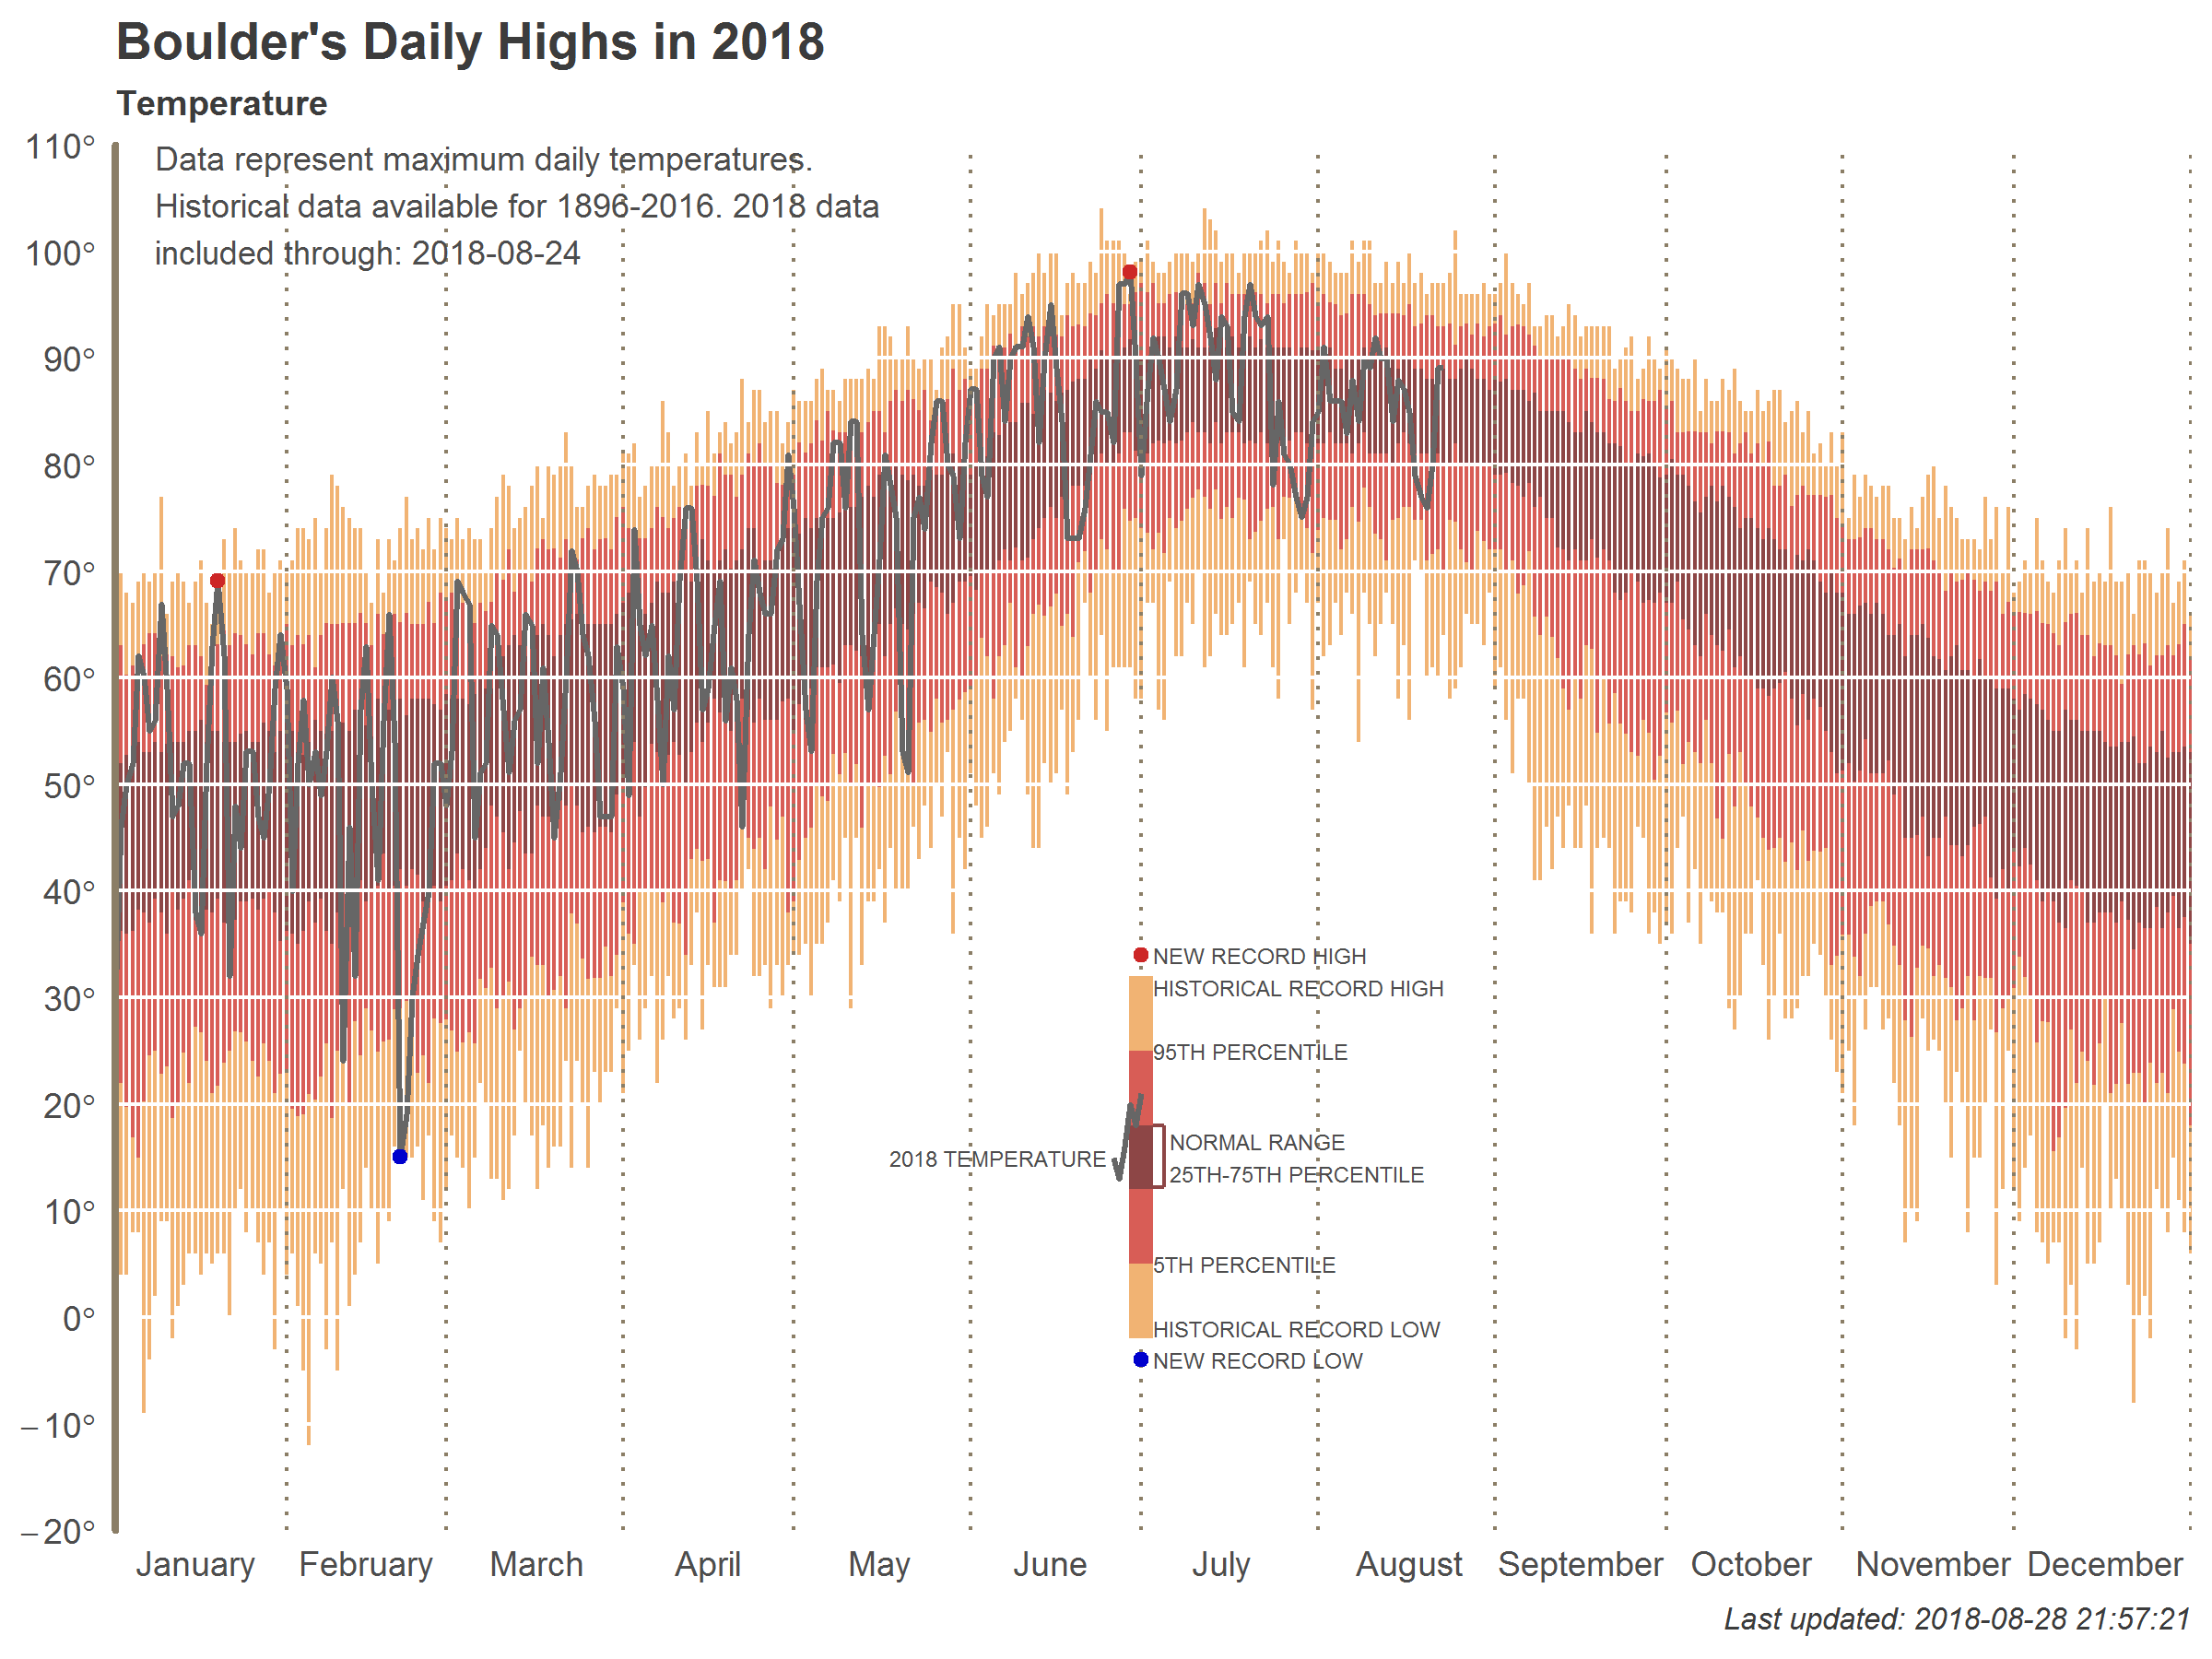 Boulder's Daily Highs in 2018
Temperature
110°
Data represent maximum daily temperatures.
Historical data available for 1896-2016. 2018 data
included through: 2018-08-24
100°
90°
80°
70°
60°
50°
40°
30°
20°
10°
0°
−10°
−20°
NEW RECORD HIGH
HISTORICAL RECORD HIGH
95TH PERCENTILE
NORMAL RANGE
2018 TEMPERATURE
25TH-75TH PERCENTILE
5TH PERCENTILE
HISTORICAL RECORD LOW
NEW RECORD LOW
January February March April May June July August September October November December
Last updated: 2018-08-28 21:57:21